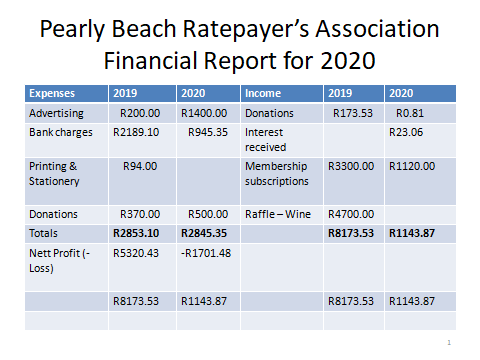 Pearly Beach Ratepayer’s Association
Financial Report for 2020
Expenses 2019 2020 Income 2019 2020
Advertising R200.00 R1400.00 Donations R173.53 R0.81
Bank charges R2189.10 R945.35 Interest received R23.06
Printing & Stationery R94.00 Membership subscriptions R3300.00 R1120.00
Donations R370.00 R500.00 Raffle – Wine R4700.00
Totals R2853.10 R2845.35 R8173.53 R1143.87
Nett Profit (-Loss) R5320.43 -R1701.48
R8173.53 R1143.87 R8173.53 R1143.87
1